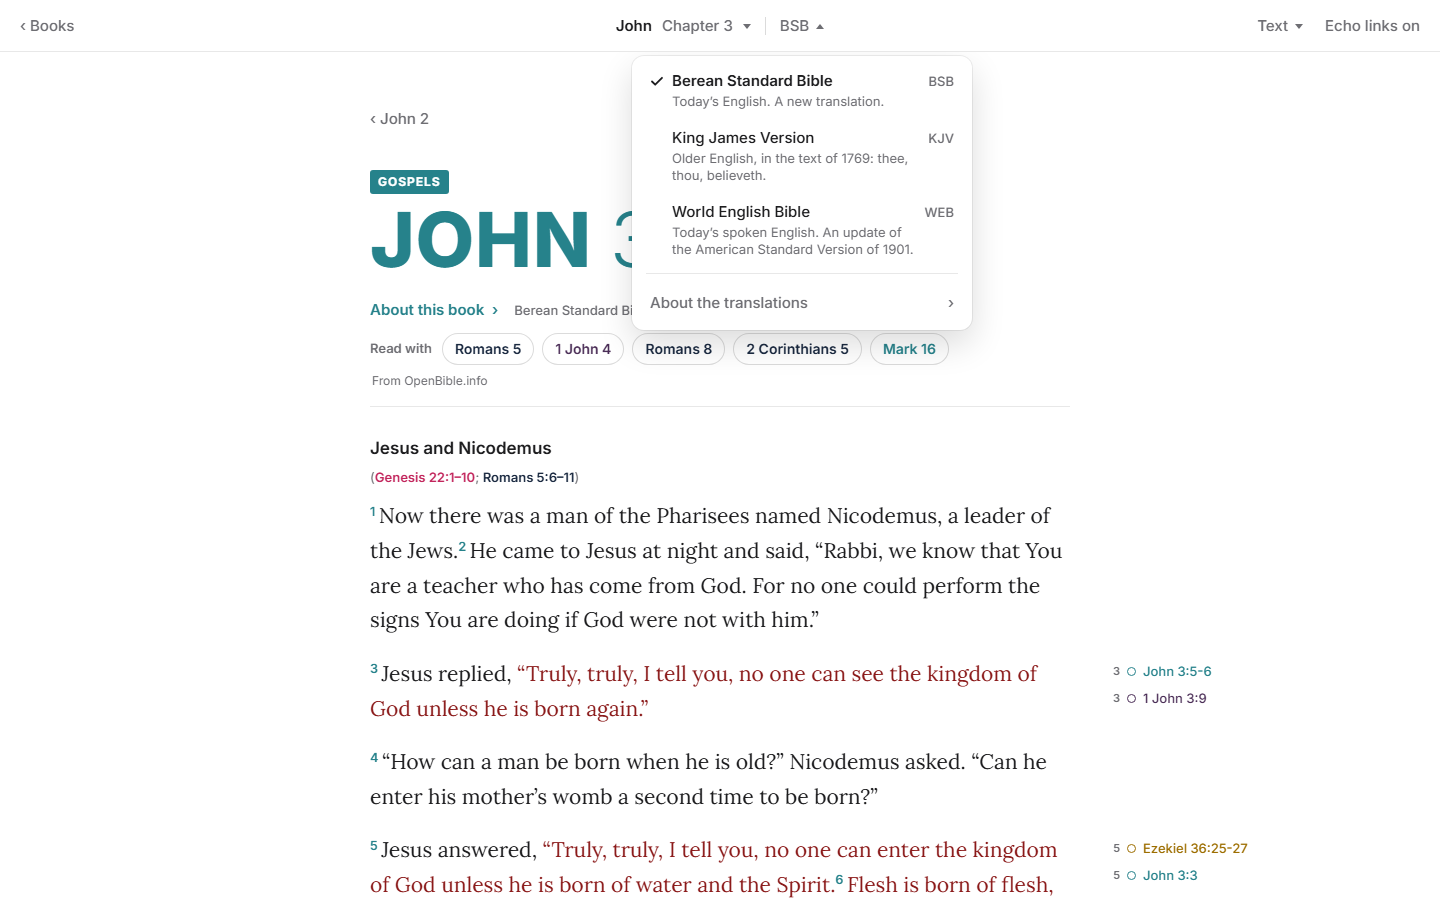 ‹ Books
John Chapter 3
BSB
Text
Echo links on
Berean Standard Bible BSB
Today’s English. A new translation.
King James Version KJV
Older English, in the text of 1769: thee,
thou, believeth.
World English Bible WEB
Today’s spoken English. An update of
the American Standard Version of 1901.
About the translations ›
‹ John 2
GOSPELS
JOHN 3
About this book ›
Berean Standard
Read with Romans 5 1 John 4 Romans 8 2 Corinthians 5 Mark 16
From OpenBible.info
Jesus and Nicodemus
(Genesis 22:1–10; Romans 5:6–11)
1 Now there was a man of the Pharisees named Nicodemus, a leader of
the Jews. 2 He came to Jesus at night and said, “Rabbi, we know that You
are a teacher who has come from God. For no one could perform the
signs You are doing if God were not with him.”
3 Jesus replied, “Truly, truly, I tell you, no one can see the kingdom of
God unless he is born again.”
3 John 3:5-6
3 1 John 3:9
4 “How can a man be born when he is old?” Nicodemus asked. “Can he
enter his mother’s womb a second time to be born?”
5 Jesus answered, “Truly, truly, I tell you, no one can enter the kingdom
of God unless he is born of water and the Spirit. 6 Flesh is born of flesh,
5 Ezekiel 36:25-27
5 John 3:3